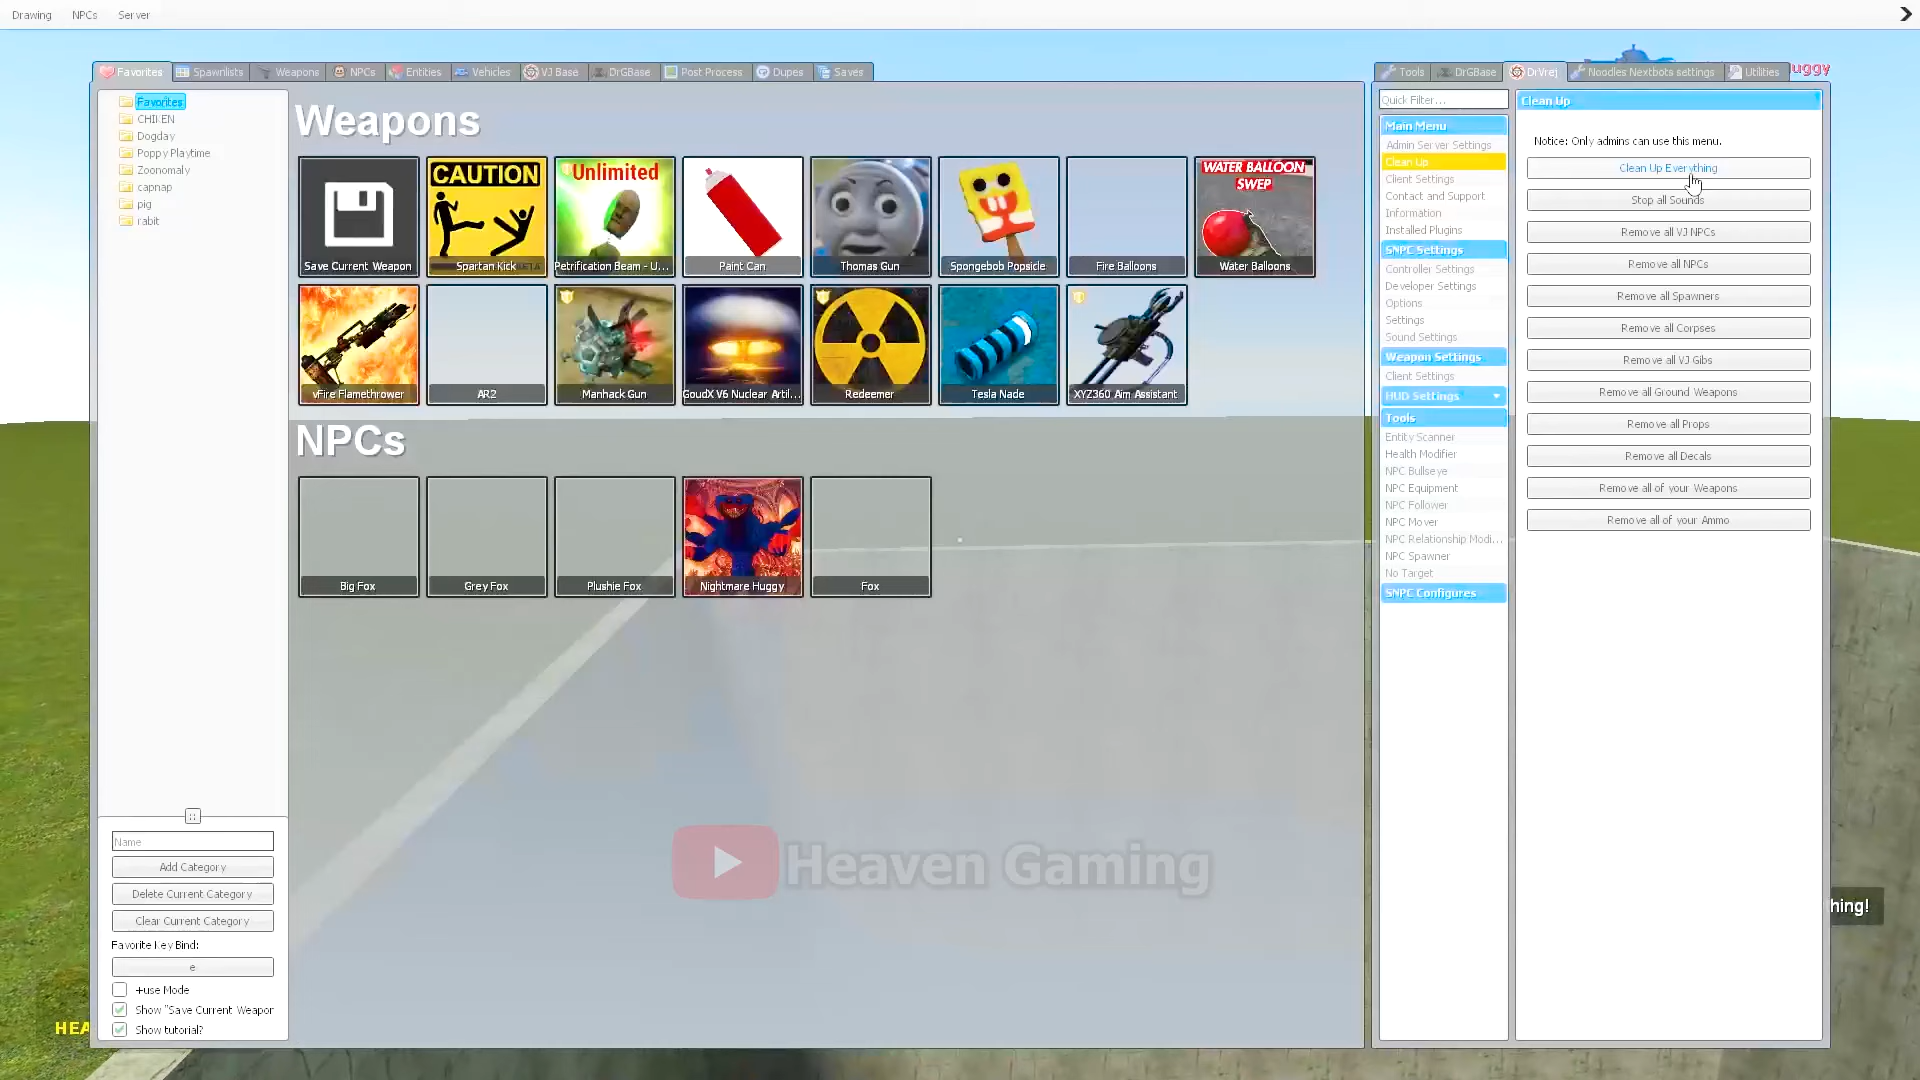 Drawing NPCs Server
Favorites Spawnlists Weapons NPCs Entities Vehicles VJ Base DrGBase Post Process Dupes Saves
Favorites
CHIKEN
Dogday
Poppy Playtime
Zoonomaly
capnap
pig
rabit
Name
Add Category
Delete Current Category
Clear Current Category
Favorite Key Bind:
e
+use Mode
Show "Save Current Weapor
Show tutorial?
HEA
Weapons
Save Current Weapon
CAUTION
Spartan Kick
Unlimited
Petrification Beam - U...
Paint Can
Thomas Gun
Spongebob Popsicle
Fire Balloons
WATER BALLOON
SWEP
Water Balloons
vFire Flamethrower
AR2
Manhack Gun
GoudX V6 Nuclear Artil...
Redeemer
Tesla Nade
XYZ360 Aim Assistant
NPCs
Big Fox
Grey Fox
Plushie Fox
Nightmare Huggy
Fox
Heaven Gaming
Tools DrGBase DrVrej Noodles Nextbots settings Utilities uggy
Quick Filter...
Main Menu
Admin Server Settings
Clean Up
Client Settings
Contact and Support
Information
Installed Plugins
SNPC Settings
Controller Settings
Developer Settings
Options
Settings
Sound Settings
Weapon Settings
Client Settings
HUD Settings
Tools
Entity Scanner
Health Modifier
NPC Bullseye
NPC Equipment
NPC Follower
NPC Mover
NPC Relationship Modi...
NPC Spawner
No Target
SNPC Configures
Clean Up
Notice: Only admins can use this menu.
Clean Up Everything
Stop all Sounds
Remove all VJ NPCs
Remove all NPCs
Remove all Spawners
Remove all Corpses
Remove all VJ Gibs
Remove all Ground Weapons
Remove all Props
Remove all Decals
Remove all of your Weapons
Remove all of your Ammo
hing!